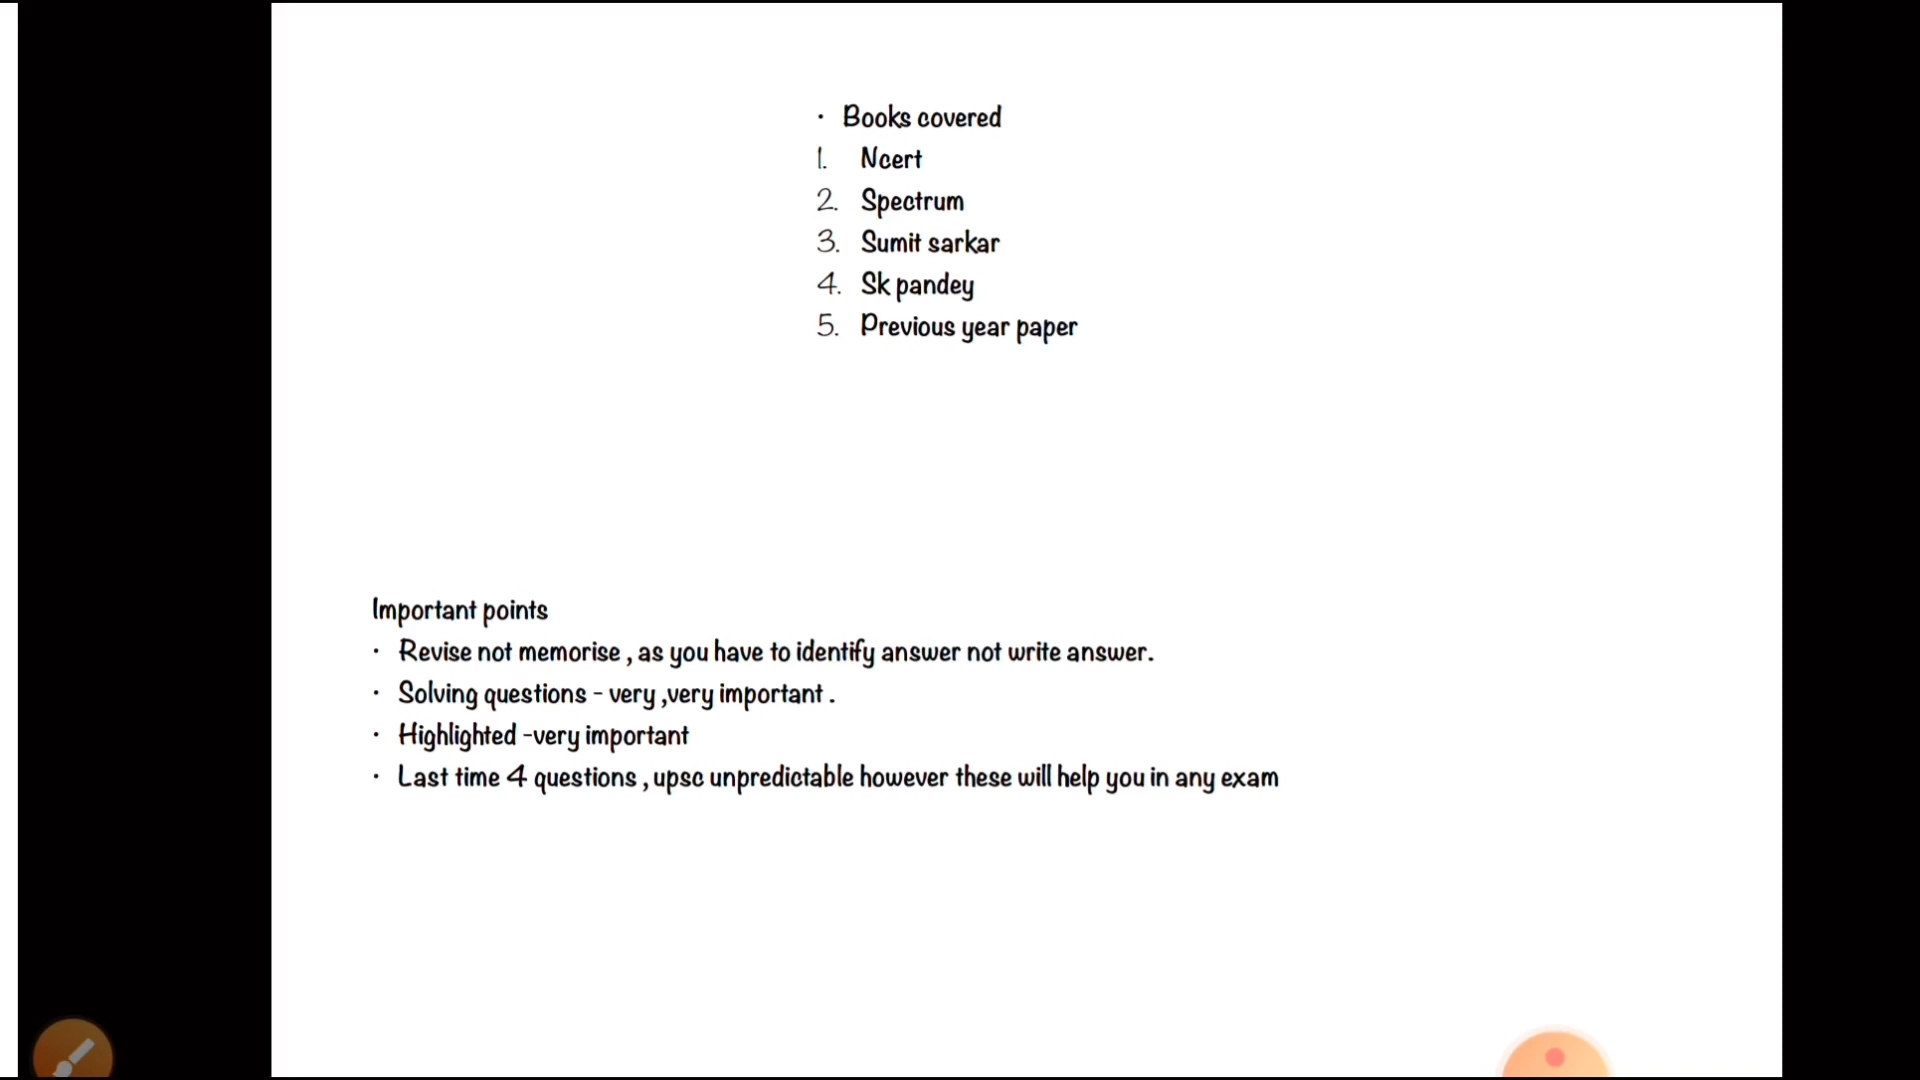 • Books covered
1. Ncert
2. Spectrum
3. Sumit sarkar
4. Sk pandey
5. Previous year paper
Important points
• Revise not memorise , as you have to identify answer not write answer.
• Solving questions - very ,very important .
• Highlighted -very important
• Last time 4 questions , upsc unpredictable however these will help you in any exam